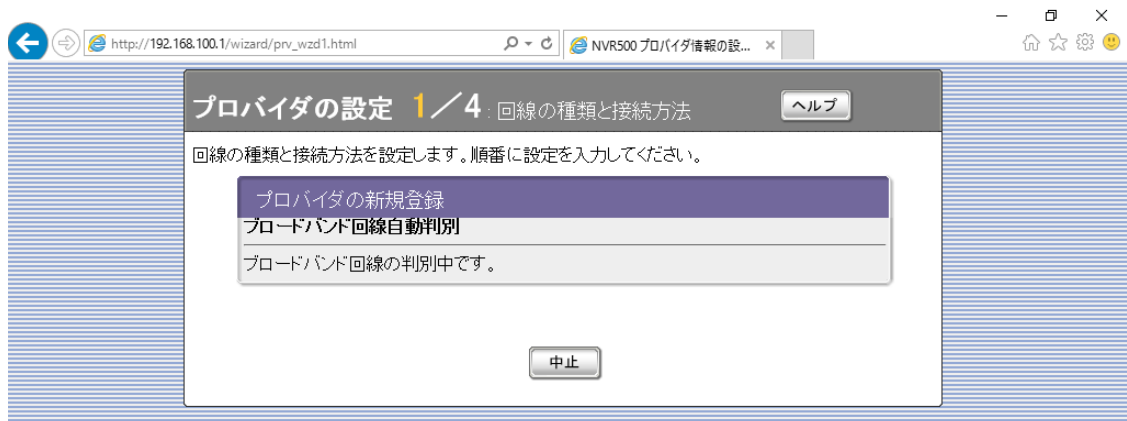 http://192.168.100.1/wizard/prv_wzd1.html
NVR500 プロバイダ情報の設...
プロバイダの設定 1／4 : 回線の種類と接続方法
ヘルプ
回線の種類と接続方法を設定します。順番に設定を入力してください。
プロバイダの新規登録
ブロードバンド回線自動判別
ブロードバンド回線の判別中です。
中止